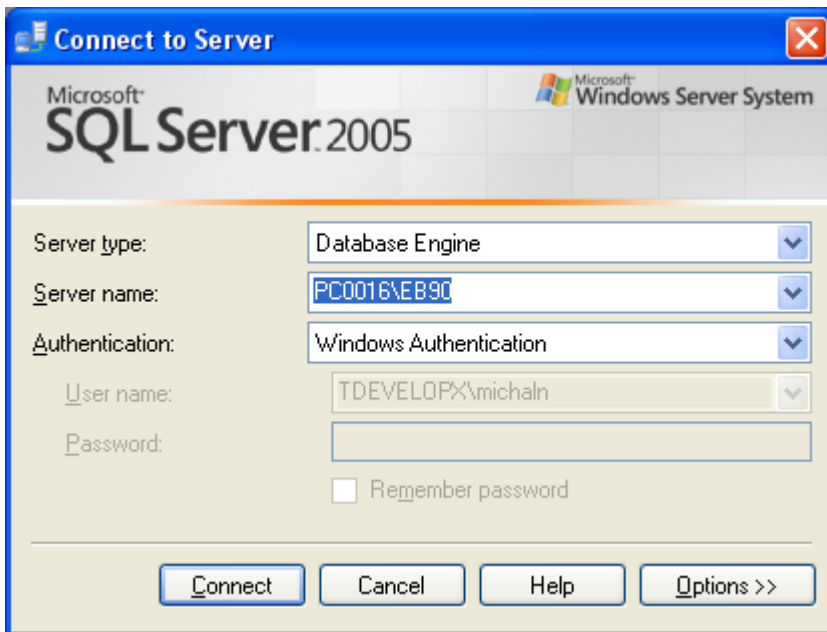 Connect to Server
Microsoft
SQL Server 2005
Microsoft
Windows Server System
Server type: Database Engine
Server name: PC0016\EB90
Authentication: Windows Authentication
User name: TDEVELOPX\michaln
Password:
Remember password
Connect Cancel Help Options >>